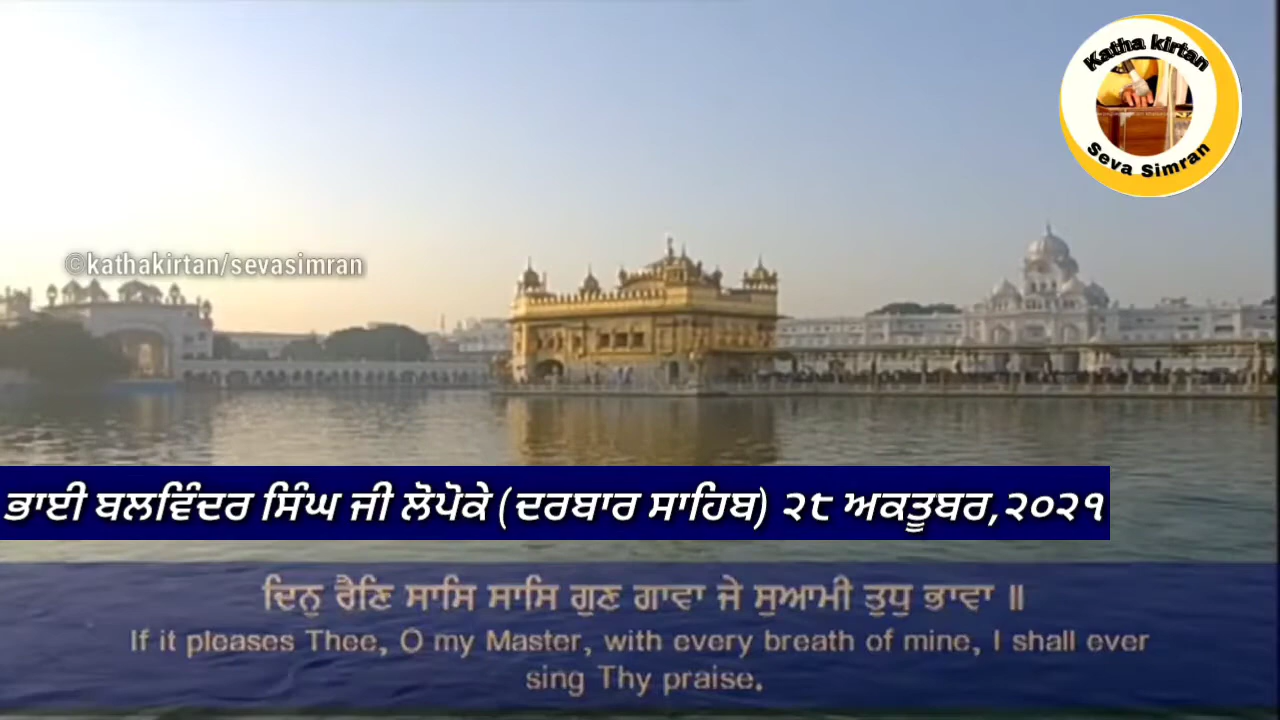 Katha kirtan
Seva Simran
©kathakirtan/sevasimran
ਭਾਈ ਬਲਵਿੰਦਰ ਸਿੰਘ ਜੀ ਲੋਪੋਕੇ (ਦਰਬਾਰ ਸਾਹਿਬ) ੨੮ ਅਕਤੂਬਰ,੨੦੨੧
ਦਿਨੁ ਰੈਣਿ ਸਾਸਿ ਸਾਸਿ ਗੁਣ ਗਾਵਾ ਜੇ ਸੁਆਮੀ ਤੁਧੁ ਭਾਵਾ ॥
If it pleases Thee, O my Master, with every breath of mine, I shall ever
sing Thy praise.